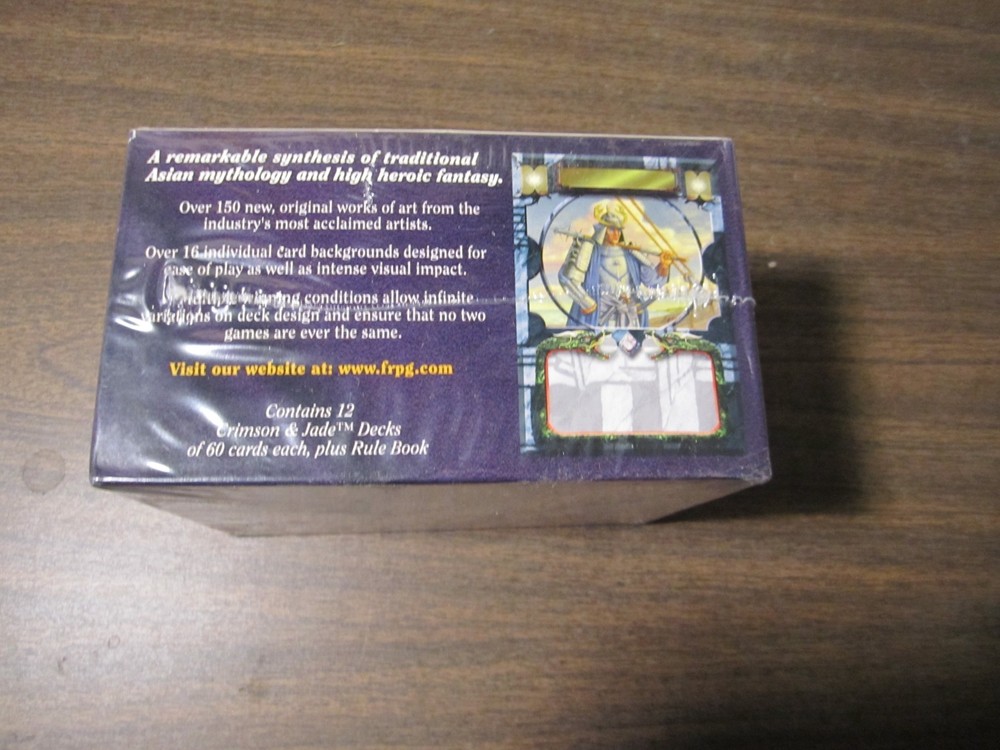 A remarkable synthesis of traditional
Asian mythology and high heroic fantasy.
Over 150 new, original works of art from the
industry's most acclaimed artists.
Over 16 individual card backgrounds designed for
ease of play as well as intense visual impact.
Multiple winning conditions allow infinite
variations on deck design and ensure that no two
games are ever the same.
Visit our website at: www.frpg.com
Contains 12
Crimson & Jade™ Decks
of 60 cards each, plus Rule Book